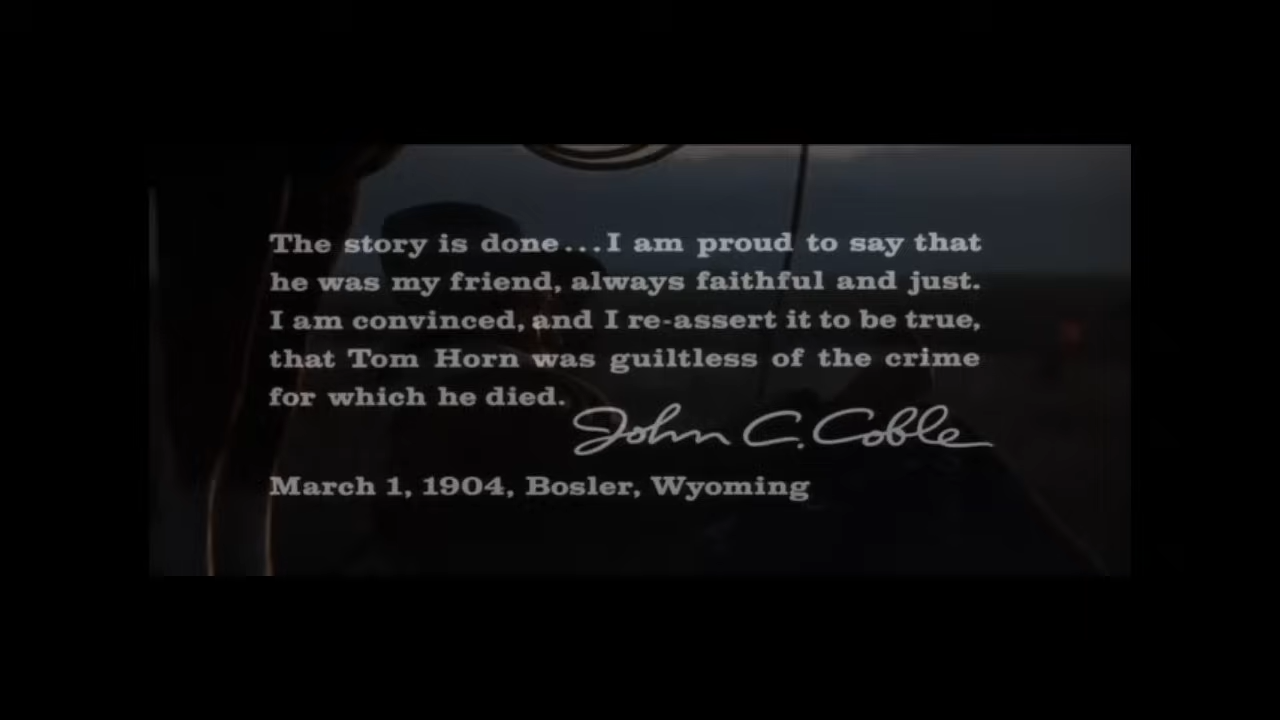 The story is done...I am proud to say that
he was my friend, always faithful and just.
I am convinced, and I re-assert it to be true,
that Tom Horn was guiltless of the crime
for which he died.
John C. Coble
March 1, 1904, Bosler, Wyoming